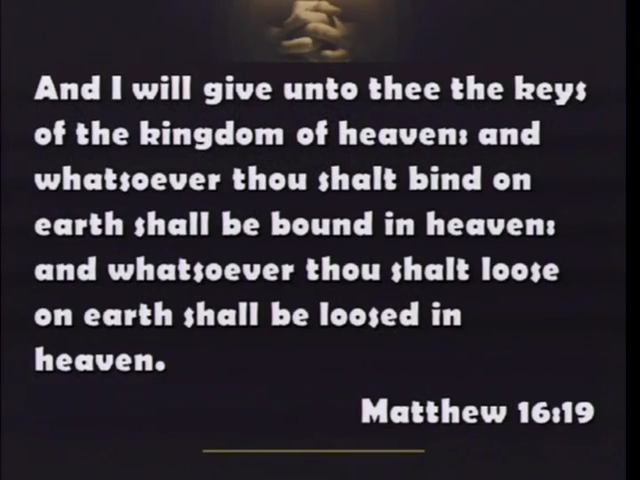 And I will give unto thee the keys
of the kingdom of heaven: and
whatsoever thou shalt bind on
earth shall be bound in heaven:
and whatsoever thou shalt loose
on earth shall be loosed in
heaven.
Matthew 16:19